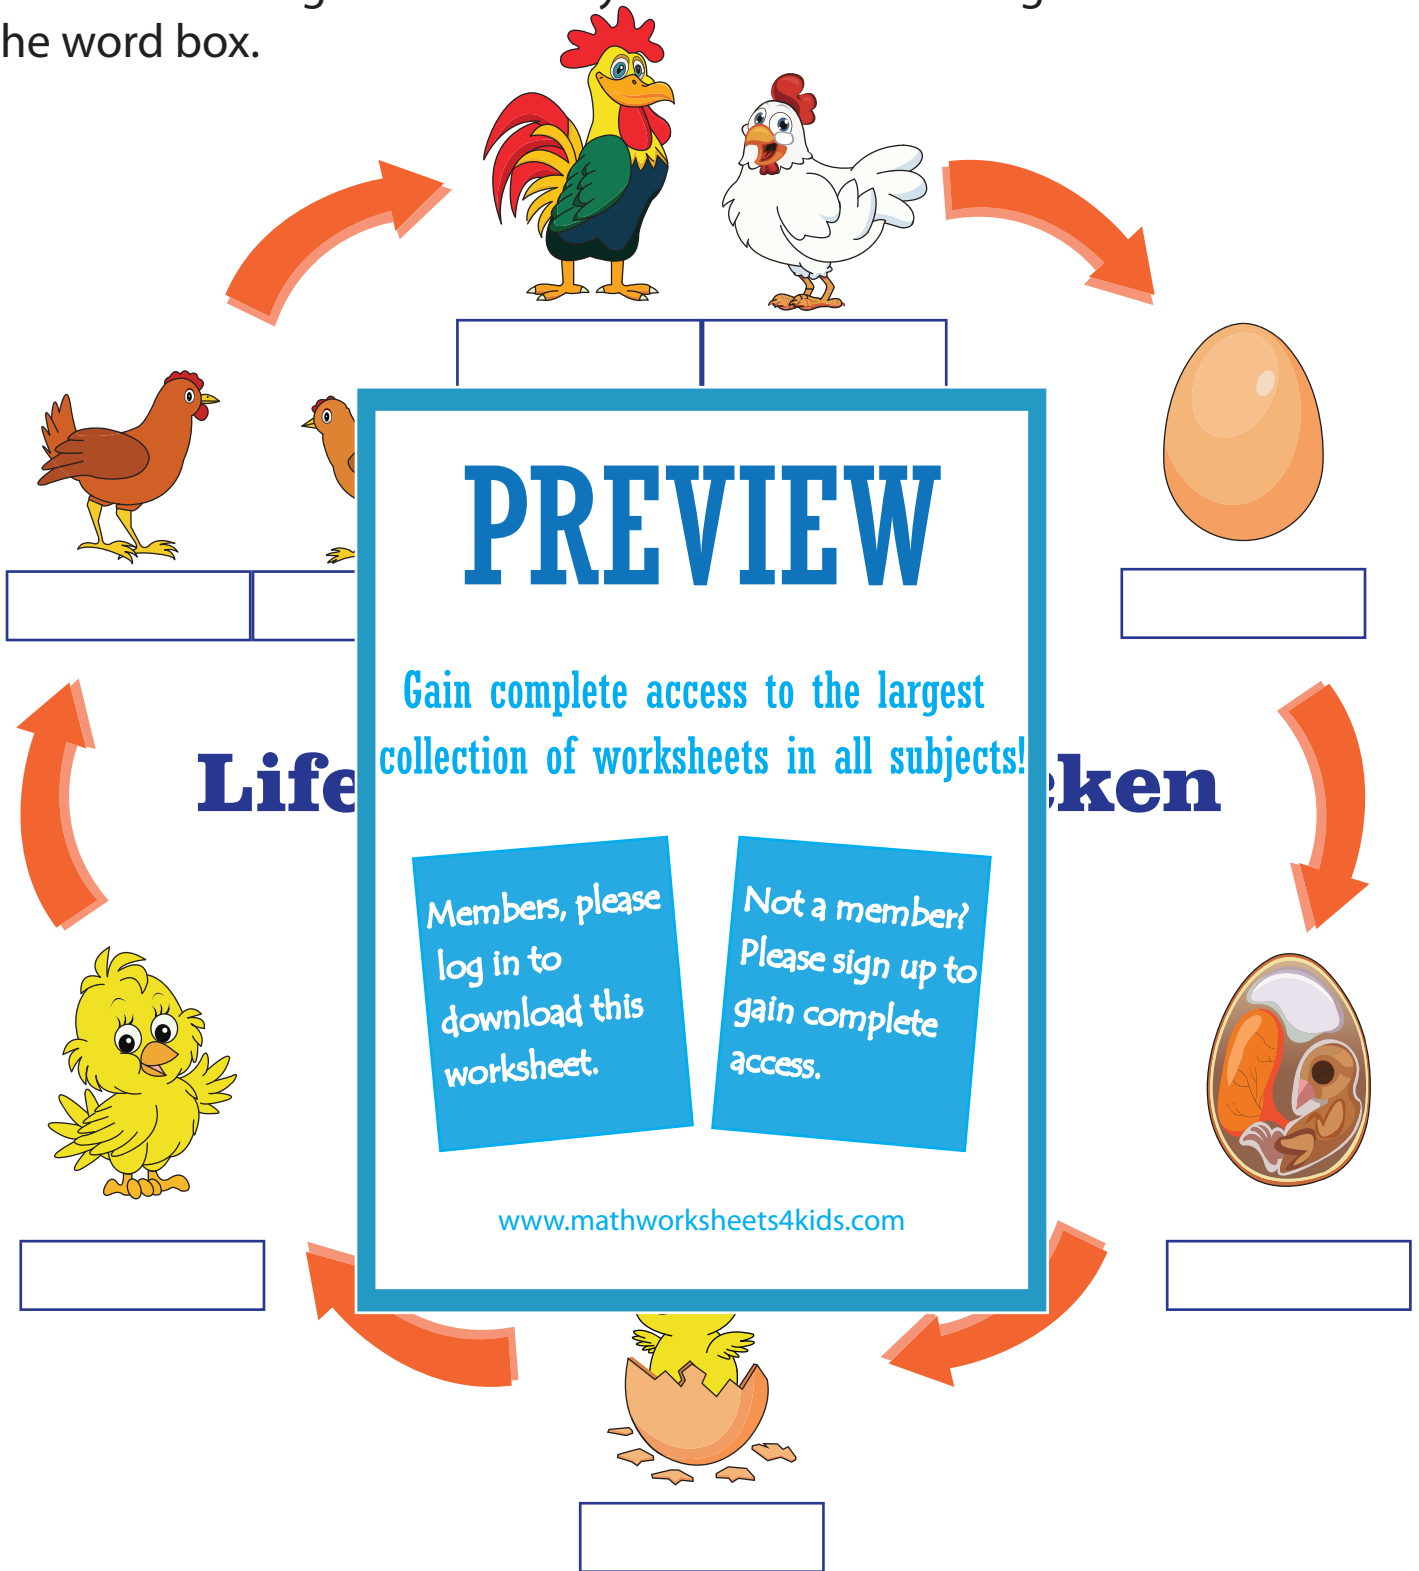 he word box.
PREVIEW
Gain complete access to the largest
collection of worksheets in all subjects!
Life ken
Members, please
log in to
download this
worksheet.
Not a member?
Please sign up to
gain complete
access.
www.mathworksheets4kids.com